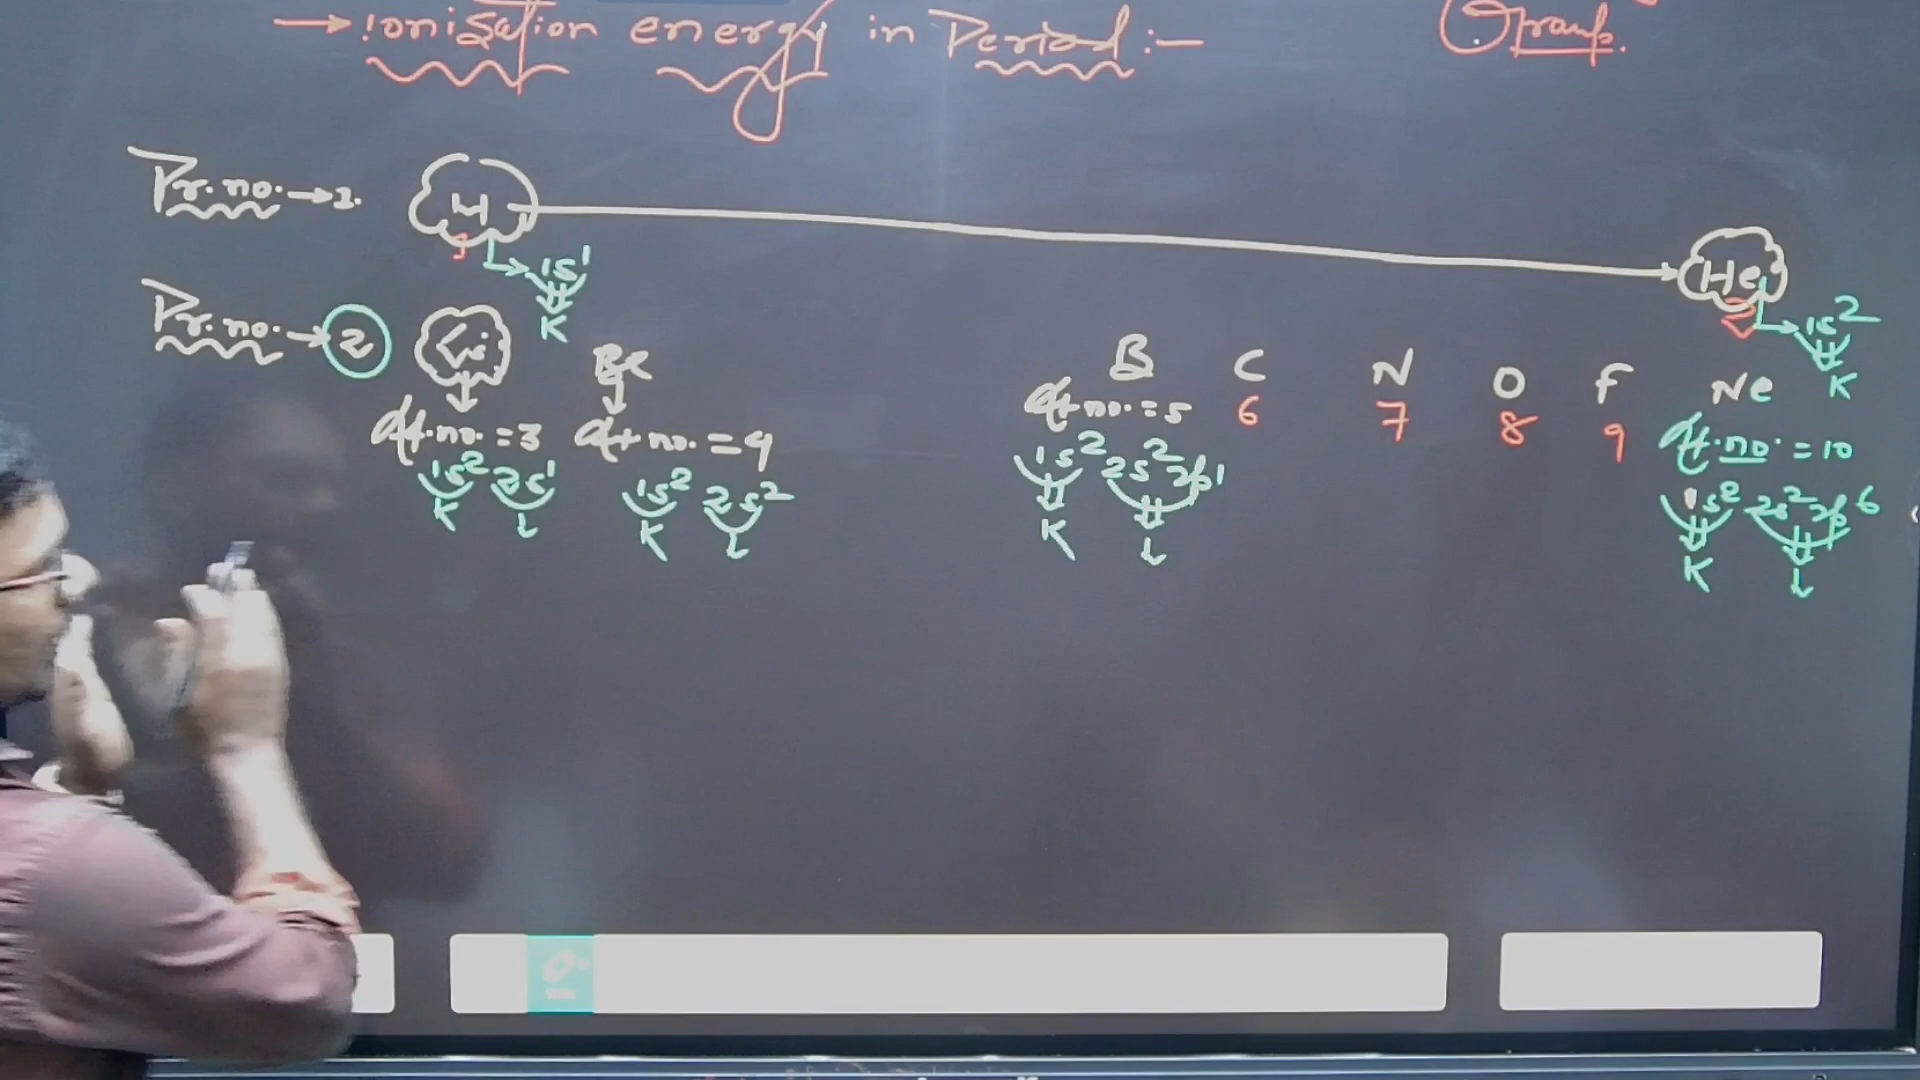 → ionisation energy in Period :-
Pr. no. → 1. H He
1 2
1s1 1s2
K K
Pr. no. → 2 Li Be B C N O F Ne
At. no. = 3 At no. = 4 At no. = 5 6 7 8 9 At. no. = 10
1s2 2s1 1s2 2s2 1s2 2s2 2p1 1s2 2s2 2p6
K L K L K L K L